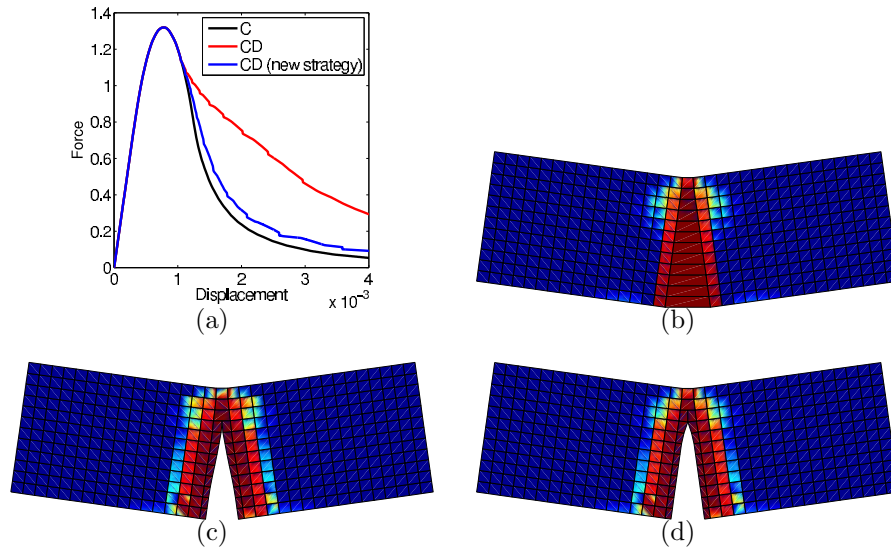 1.4
1.2
1
0.8
0.6
0.4
0.2
0
Force
C
CD
CD (new strategy)
0 1 2 3 4
Displacement
x 10⁻³
(a)
(b)
(c)
(d)